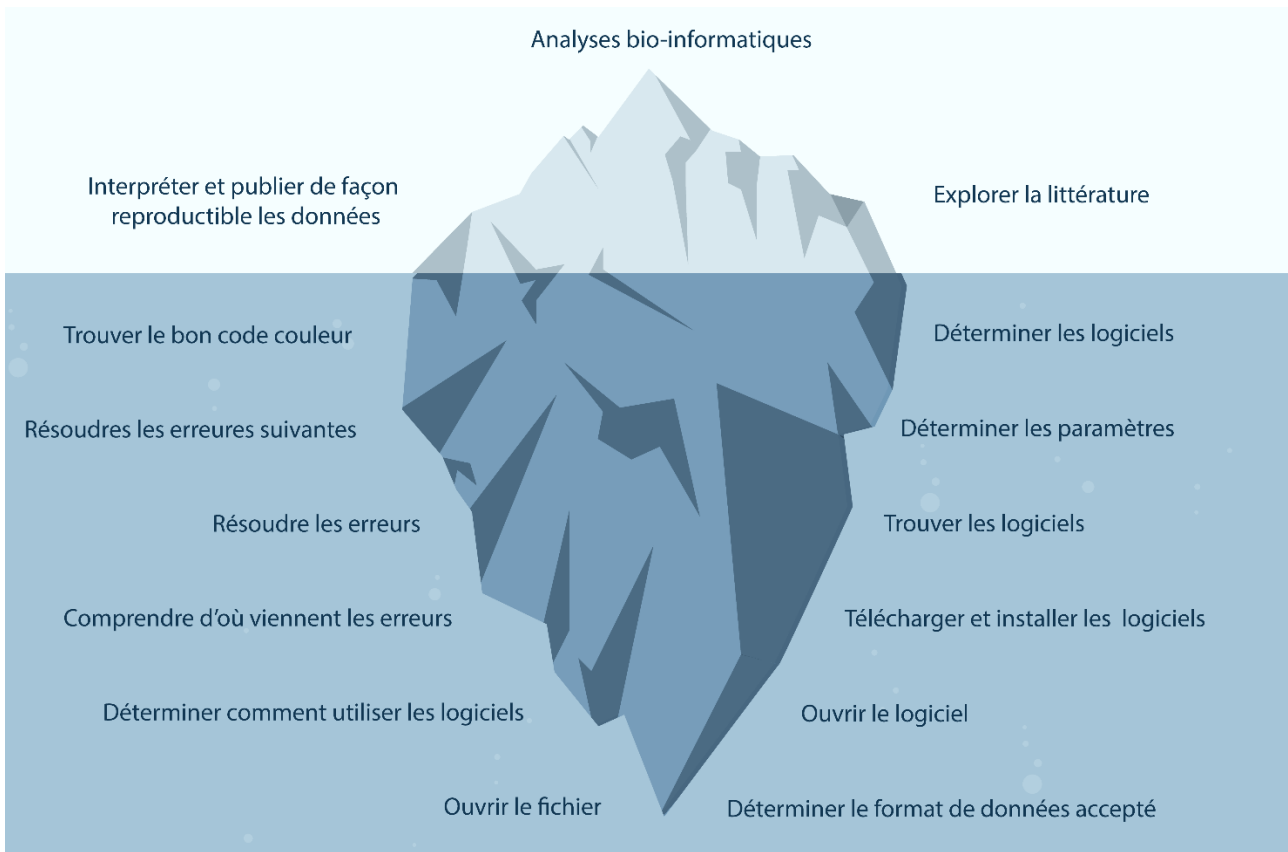 Analyses bio-informatiques
Interpréter et publier de façon
reproductible les données
Explorer la littérature
Trouver le bon code couleur
Déterminer les logiciels
Résoudres les erreures suivantes
Déterminer les paramètres
Résoudre les erreurs
Trouver les logiciels
Comprendre d'où viennent les erreurs
Télécharger et installer les  logiciels
Déterminer comment utiliser les logiciels
Ouvrir le logiciel
Ouvrir le fichier
Déterminer le format de données accepté